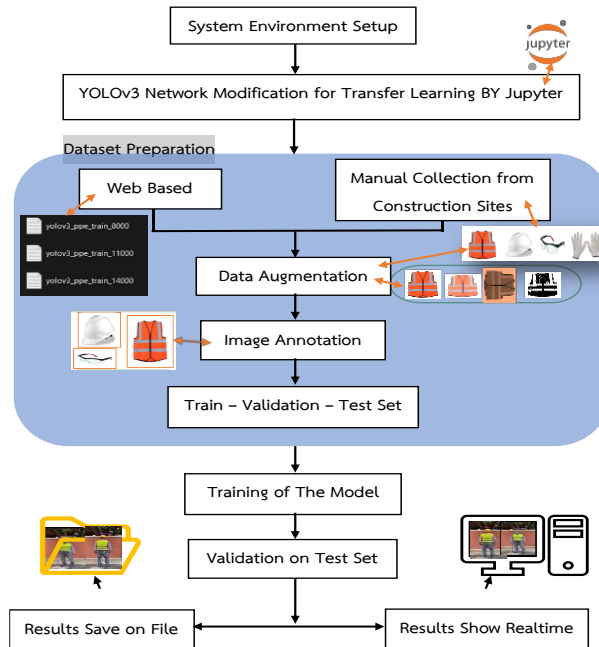 System Environment Setup
jupyter
YOLOv3 Network Modification for Transfer Learning BY Jupyter
Dataset Preparation
Web Based
Manual Collection from
Construction Sites
yolov3_ppe_train_8000
yolov3_ppe_train_11000
yolov3_ppe_train_14000
Data Augmentation
Image Annotation
Train – Validation – Test Set
Training of The Model
Validation on Test Set
Results Save on File
Results Show Realtime